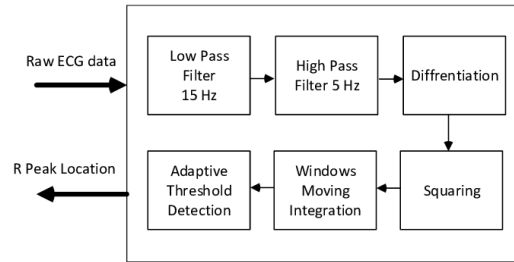 Raw ECG data
Low Pass
Filter
15 Hz
High Pass
Filter 5 Hz
Diffrentiation
R Peak Location
Adaptive
Threshold
Detection
Windows
Moving
Integration
Squaring